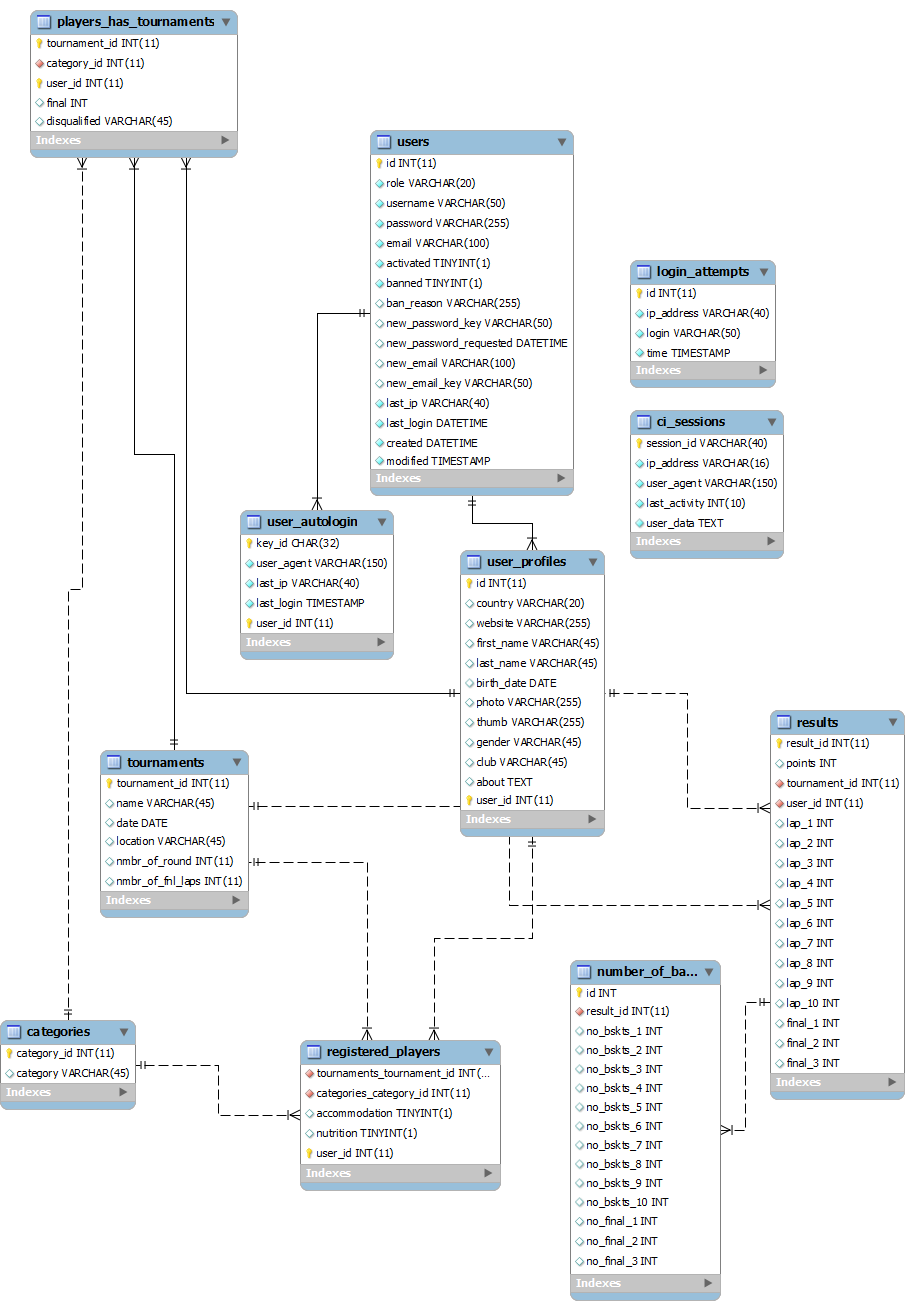 players_has_tournaments
tournament_id INT(11)
category_id INT(11)
user_id INT(11)
final INT
disqualified VARCHAR(45)
Indexes
users
id INT(11)
role VARCHAR(20)
username VARCHAR(50)
password VARCHAR(255)
email VARCHAR(100)
activated TINYINT(1)
banned TINYINT(1)
ban_reason VARCHAR(255)
new_password_key VARCHAR(50)
new_password_requested DATETIME
new_email VARCHAR(100)
new_email_key VARCHAR(50)
last_ip VARCHAR(40)
last_login DATETIME
created DATETIME
modified TIMESTAMP
Indexes
login_attempts
id INT(11)
ip_address VARCHAR(40)
login VARCHAR(50)
time TIMESTAMP
Indexes
ci_sessions
session_id VARCHAR(40)
ip_address VARCHAR(16)
user_agent VARCHAR(150)
last_activity INT(10)
user_data TEXT
Indexes
user_autologin
key_id CHAR(32)
user_agent VARCHAR(150)
last_ip VARCHAR(40)
last_login TIMESTAMP
user_id INT(11)
Indexes
user_profiles
id INT(11)
country VARCHAR(20)
website VARCHAR(255)
first_name VARCHAR(45)
last_name VARCHAR(45)
birth_date DATE
photo VARCHAR(255)
thumb VARCHAR(255)
gender VARCHAR(45)
club VARCHAR(45)
about TEXT
user_id INT(11)
Indexes
results
result_id INT(11)
points INT
tournament_id INT(11)
user_id INT(11)
lap_1 INT
lap_2 INT
lap_3 INT
lap_4 INT
lap_5 INT
lap_6 INT
lap_7 INT
lap_8 INT
lap_9 INT
lap_10 INT
final_1 INT
final_2 INT
final_3 INT
Indexes
tournaments
tournament_id INT(11)
name VARCHAR(45)
date DATE
location VARCHAR(45)
nmbr_of_round INT(11)
nmbr_of_fnl_laps INT(11)
Indexes
number_of_ba...
id INT
result_id INT(11)
no_bskts_1 INT
no_bskts_2 INT
no_bskts_3 INT
no_bskts_4 INT
no_bskts_5 INT
no_bskts_6 INT
no_bskts_7 INT
no_bskts_8 INT
no_bskts_9 INT
no_bskts_10 INT
no_final_1 INT
no_final_2 INT
no_final_3 INT
Indexes
categories
category_id INT(11)
category VARCHAR(45)
Indexes
registered_players
tournaments_tournament_id INT(...
categories_category_id INT(11)
accommodation TINYINT(1)
nutrition TINYINT(1)
user_id INT(11)
Indexes